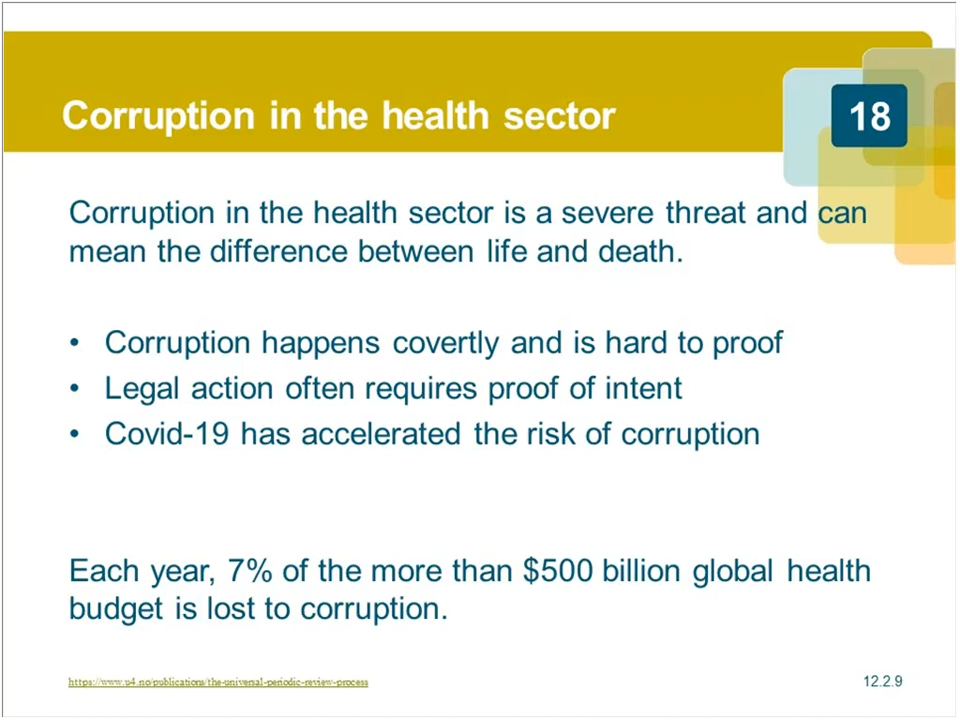 Corruption in the health sector
18
Corruption in the health sector is a severe threat and can
mean the difference between life and death.
• Corruption happens covertly and is hard to proof
• Legal action often requires proof of intent
• Covid-19 has accelerated the risk of corruption
Each year, 7% of the more than $500 billion global health
budget is lost to corruption.
https://www.u4.no/publications/the-universal-periodic-review-process
12.2.9